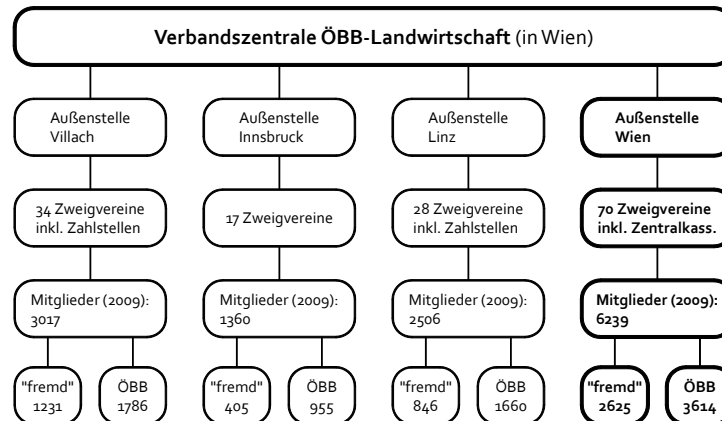 Verbandszentrale ÖBB-Landwirtschaft (in Wien)
Außenstelle
Villach
Außenstelle
Innsbruck
Außenstelle
Linz
Außenstelle
Wien
34 Zweigvereine
inkl. Zahlstellen
17 Zweigvereine
28 Zweigvereine
inkl. Zahlstellen
70 Zweigvereine
inkl. Zentralkass.
Mitglieder (2009):
3017
Mitglieder (2009):
1360
Mitglieder (2009):
2506
Mitglieder (2009):
6239
"fremd"
1231
ÖBB
1786
"fremd"
405
ÖBB
955
"fremd"
846
ÖBB
1660
"fremd"
2625
ÖBB
3614